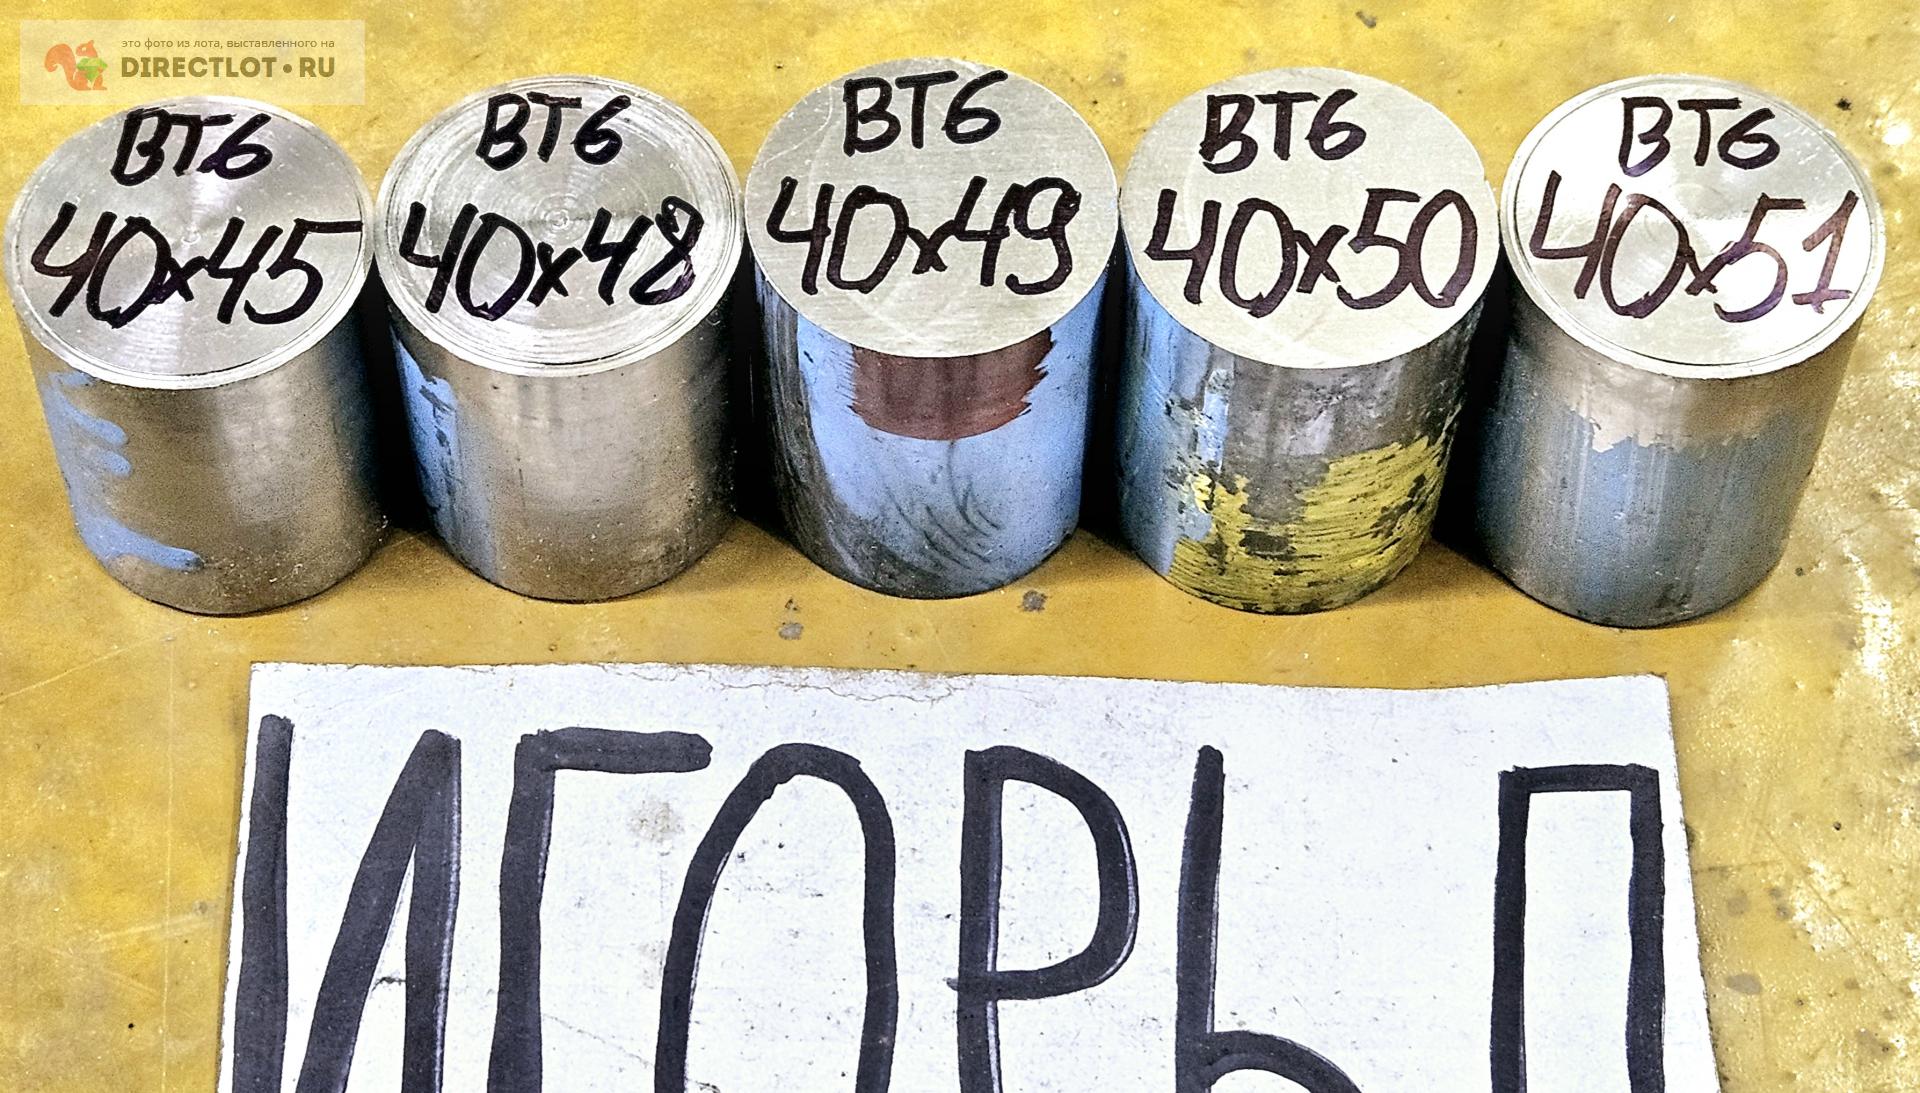 это фото из лота, выставленного на
DIRECTLOT.RU
ВТ6
40х45
ВТ6
40х48
ВТ6
40х49
ВТ6
40х50
ВТ6
40х51
ИГОРЬ П